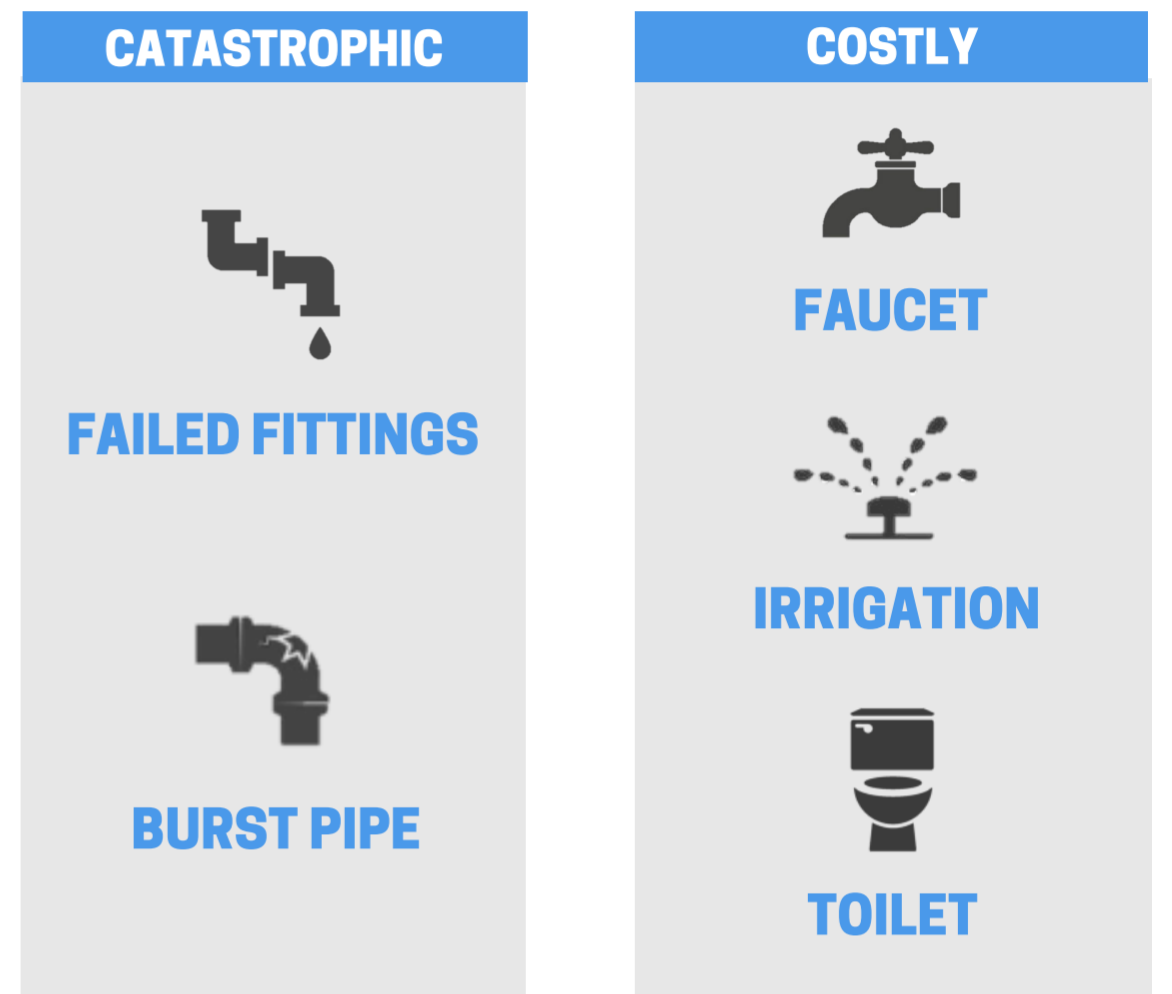 CATASTROPHIC
FAILED FITTINGS
BURST PIPE
COSTLY
FAUCET
IRRIGATION
TOILET